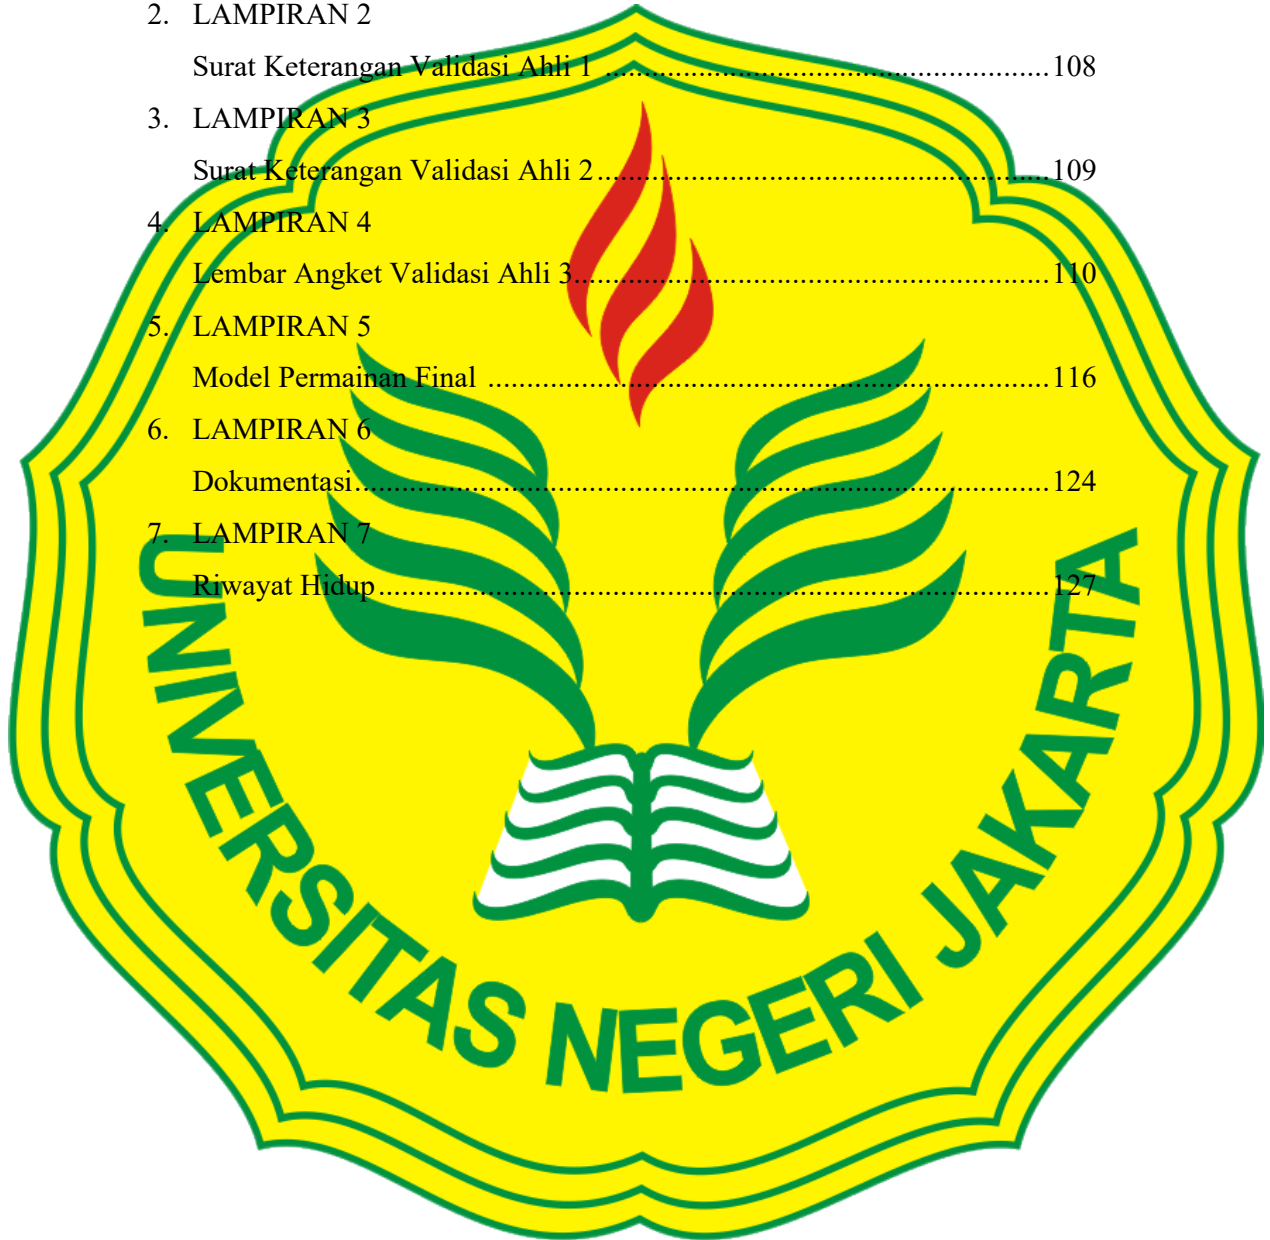 2. LAMPIRAN 2
Surat Keterangan Validasi Ahli 1 ..........................................................108
3. LAMPIRAN 3
Surat Keterangan Validasi Ahli 2...........................................................109
4. LAMPIRAN 4
Lembar Angket Validasi Ahli 3..............................................................110
5. LAMPIRAN 5
Model Permainan Final .........................................................................116
6. LAMPIRAN 6
Dokumentasi..........................................................................................124
7. LAMPIRAN 7
Riwayat Hidup.......................................................................................127
UNIVERSITAS NEGERI JAKARTA